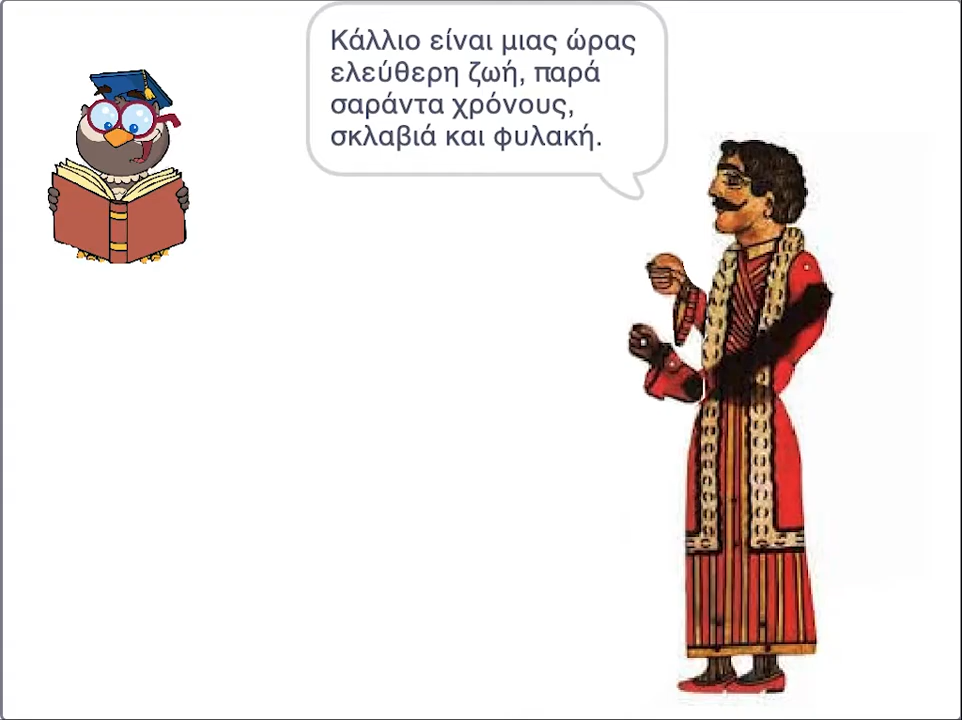 Κάλλιο είναι μιας ώρας
ελεύθερη ζωή, παρά
σαράντα χρόνους,
σκλαβιά και φυλακή.